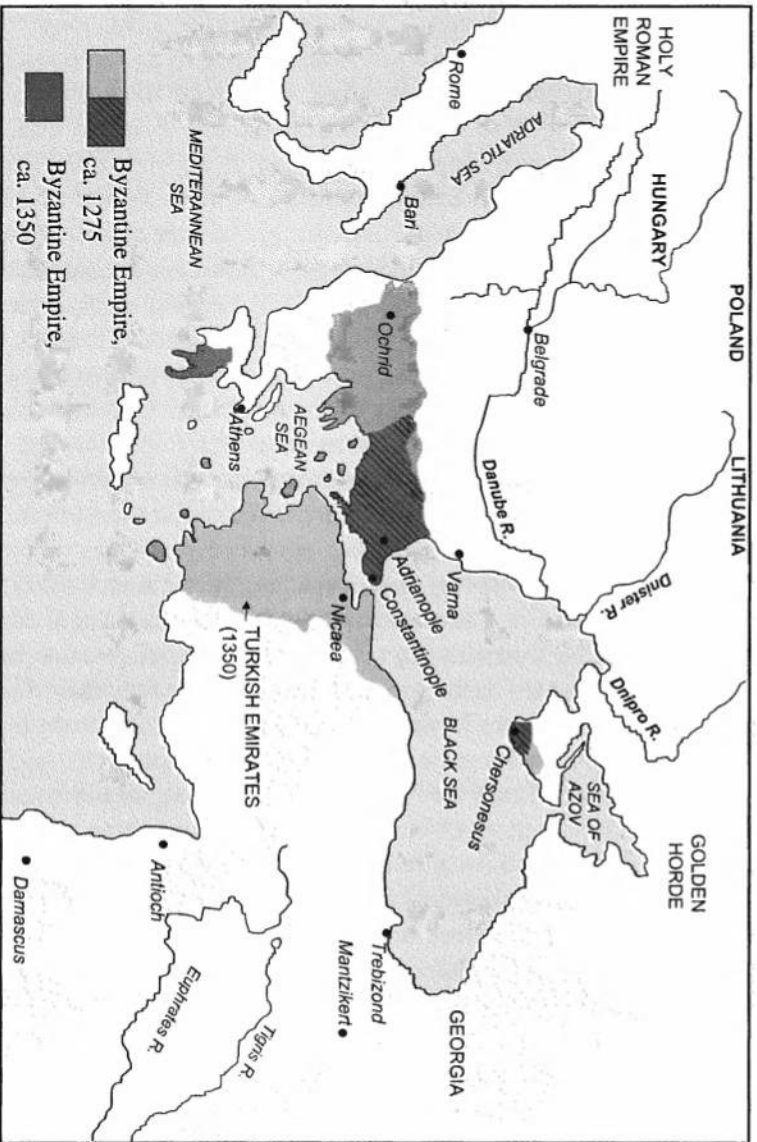 HOLY
ROMAN
EMPIRE
HUNGARY
POLAND
LITHUANIA
GOLDEN
HORDE
Rome
ADRIATIC SEA
Bari
Belgrade
Danube R.
Dnister R.
Dnipro R.
SEA OF
AZOV
Ochrid
Varna
Adrianople
Constantinople
Chersonesus
BLACK SEA
GEORGIA
MEDITERANNEAN
SEA
AEGEAN
SEA
Athens
Nicaea
Trebizond
Mantzikert
TURKISH EMIRATES
(1350)
Antioch
Damascus
Euphrates R.
Tigris R.
Byzantine Empire,
ca. 1275
Byzantine Empire,
ca. 1350